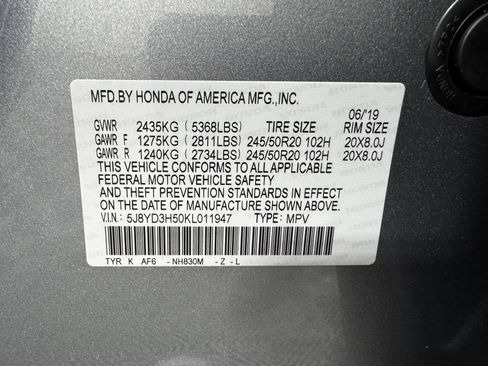 MFD.BY HONDA OF AMERICA MFG.,INC.
06/'19
GVWR 2435KG (5368LBS) TIRE SIZE RIM SIZE
GAWR F 1275KG (2811LBS) 245/50R20 102H 20X8.0J
GAWR R 1240KG (2734LBS) 245/50R20 102H 20X8.0J
THIS VEHICLE CONFORMS TO ALL APPLICABLE
FEDERAL MOTOR VEHICLE SAFETY
AND THEFT PREVENTION STANDARDS IN EFFECT
ON THE DATE OF MANUFACTURE SHOWN ABOVE.
V.I.N.: 5J8YD3H50KL011947 TYPE: MPV
TYR K AF6 - NH830M - Z - L